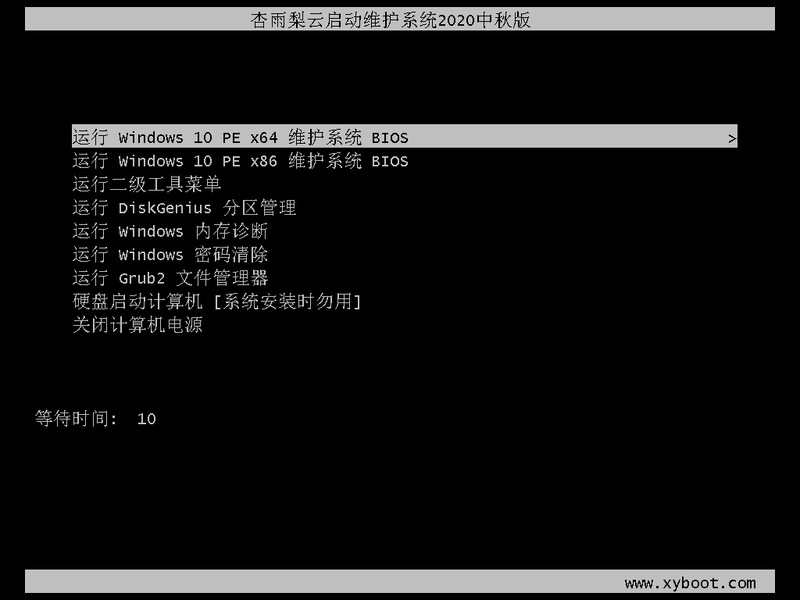 杏雨梨云启动维护系统2020中秋版
运行 Windows 10 PE x64 维护系统 BIOS >
运行 Windows 10 PE x86 维护系统 BIOS
运行二级工具菜单
运行 DiskGenius 分区管理
运行 Windows 内存诊断
运行 Windows 密码清除
运行 Grub2 文件管理器
硬盘启动计算机 [系统安装时勿用]
关闭计算机电源
等待时间: 10
www.xyboot.com